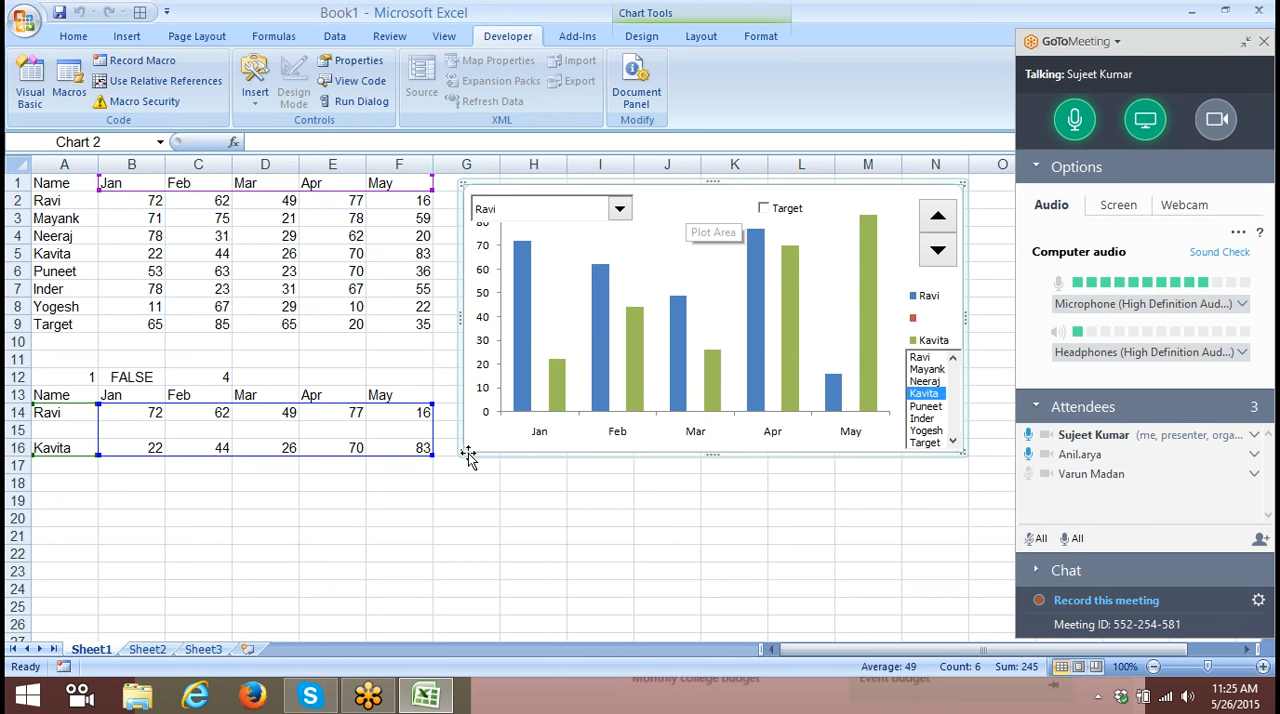 Book1 - Microsoft Excel
Chart Tools
Home Insert Page Layout Formulas Data Review View Developer Add-Ins Design Layout Format
Visual Basic
Macros
Record Macro
Use Relative References
Macro Security
Code
Insert
Design Mode
Properties
View Code
Run Dialog
Controls
Source
Map Properties
Expansion Packs
Refresh Data
Import
Export
XML
Document Panel
Modify
Chart 2
fx
A B C D E F G H I J K L M N O
1 Name Jan Feb Mar Apr May
2 Ravi 72 62 49 77 16
3 Mayank 71 75 21 78 59
4 Neeraj 78 31 29 62 20
5 Kavita 22 44 26 70 83
6 Puneet 53 63 23 70 36
7 Inder 78 23 31 67 55
8 Yogesh 11 67 29 10 22
9 Target 65 85 65 20 35
10
11
12 1 FALSE 4
13 Name Jan Feb Mar Apr May
14 Ravi 72 62 49 77 16
15
16 Kavita 22 44 26 70 83
17
18
19
20
21
22
23
24
25
26
27
Ravi
Target
Plot Area
80
70
60
50
40
30
20
10
0
Jan Feb Mar Apr May
Ravi
Kavita
Ravi
Mayank
Neeraj
Kavita
Puneet
Inder
Yogesh
Target
Sheet1 Sheet2 Sheet3
Ready
Average: 49 Count: 6 Sum: 245 100%
GoToMeeting
Talking: Sujeet Kumar
Options
Audio Screen Webcam
... ?
Computer audio Sound Check
Microphone (High Definition Aud...)
Headphones (High Definition Aud...)
Attendees 3
Sujeet Kumar (me, presenter, orga...
Anil.arya
Varun Madan
All All
Chat
Record this meeting
Meeting ID: 552-254-581
Monthly college budget
Event budget
11:25 AM
5/26/2015